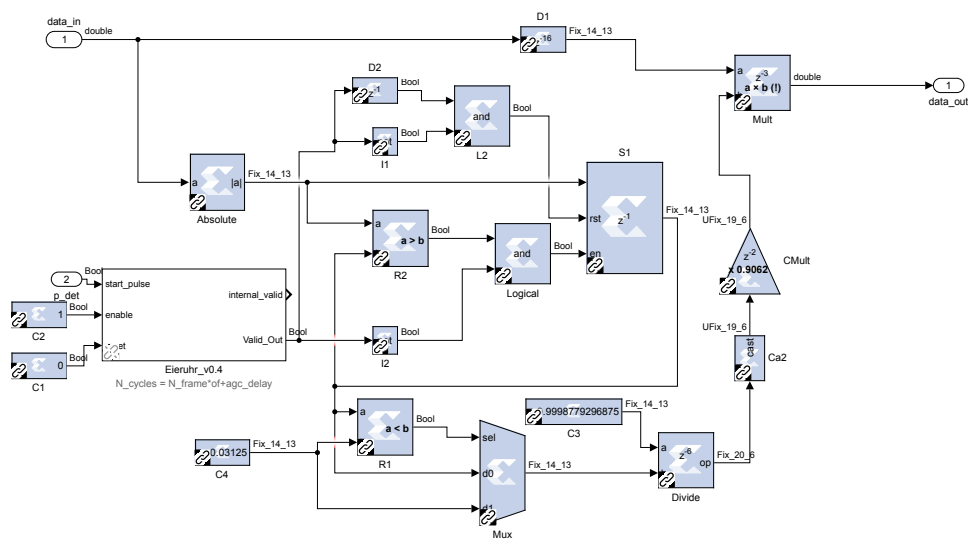 data_in
1
double
D1
z-16
Fix_14_13
D2
z-1
Bool
I1
Bool
and
L2
Bool
a
z-3
a × b (!)
Mult
double
1
data_out
a
|a|
Absolute
Fix_14_13
S1
rst
z-1
en
Fix_14_13
a
a > b
R2
Bool
and
Logical
Bool
UFix_19_6
z-2
x 0.9062
CMult
2
Bool
p_det
start_pulse
internal_valid
enable
Valid_Out
Bool
1
Bool
C2
0
Bool
C1
Eieruhr_v0.4
N_cycles = N_frame*of+agc_delay
I2
Bool
UFix_19_6
cast
Ca2
a
a < b
R1
Bool
.9998779296875
Fix_14_13
C3
0.03125
Fix_14_13
C4
sel
d0
d1
Mux
Fix_14_13
a
z-6
op
Divide
Fix_20_6